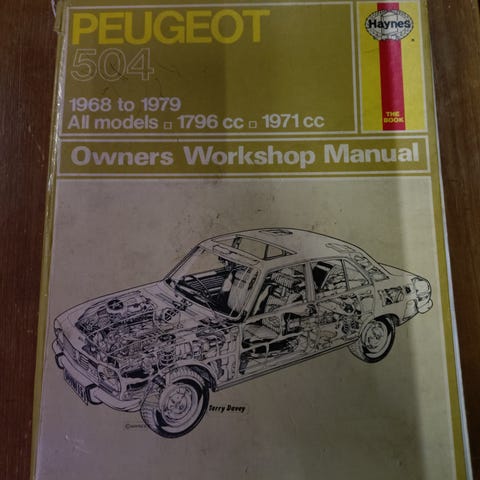 PEUGEOT
504
1968 to 1979
All models □ 1796 cc □ 1971 cc
Haynes
THE
BOOK
Owners Workshop Manual
Terry Davey